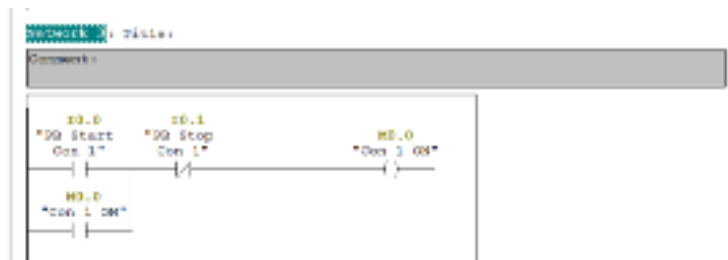 Network 1: Title:
Comment:
I0.0
I0.1
"PB Start
"PB Stop
M0.0
Con 1"
Con 1"
"Con 1 ON"
M0.0
"Con 1 ON"